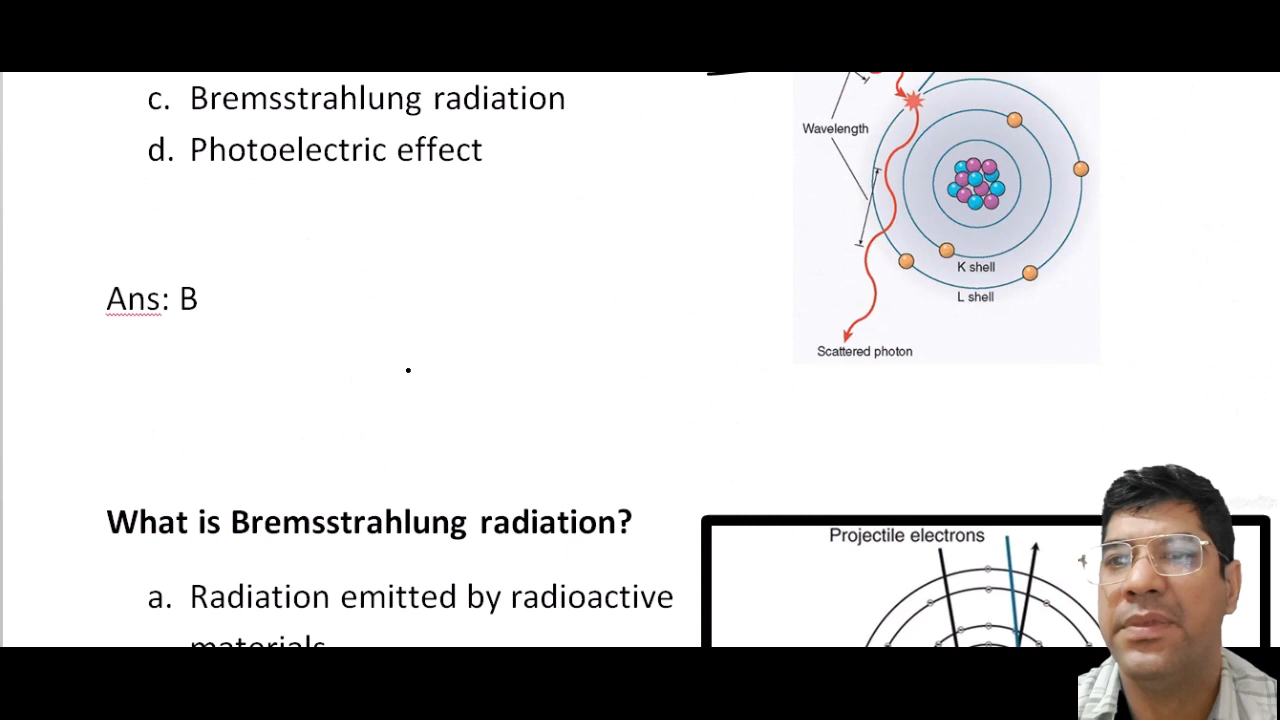 c. Bremsstrahlung radiation
d. Photoelectric effect
Wavelength
K shell
L shell
Scattered photon
Ans: B
What is Bremsstrahlung radiation?
a. Radiation emitted by radioactive
materials
Projectile electrons